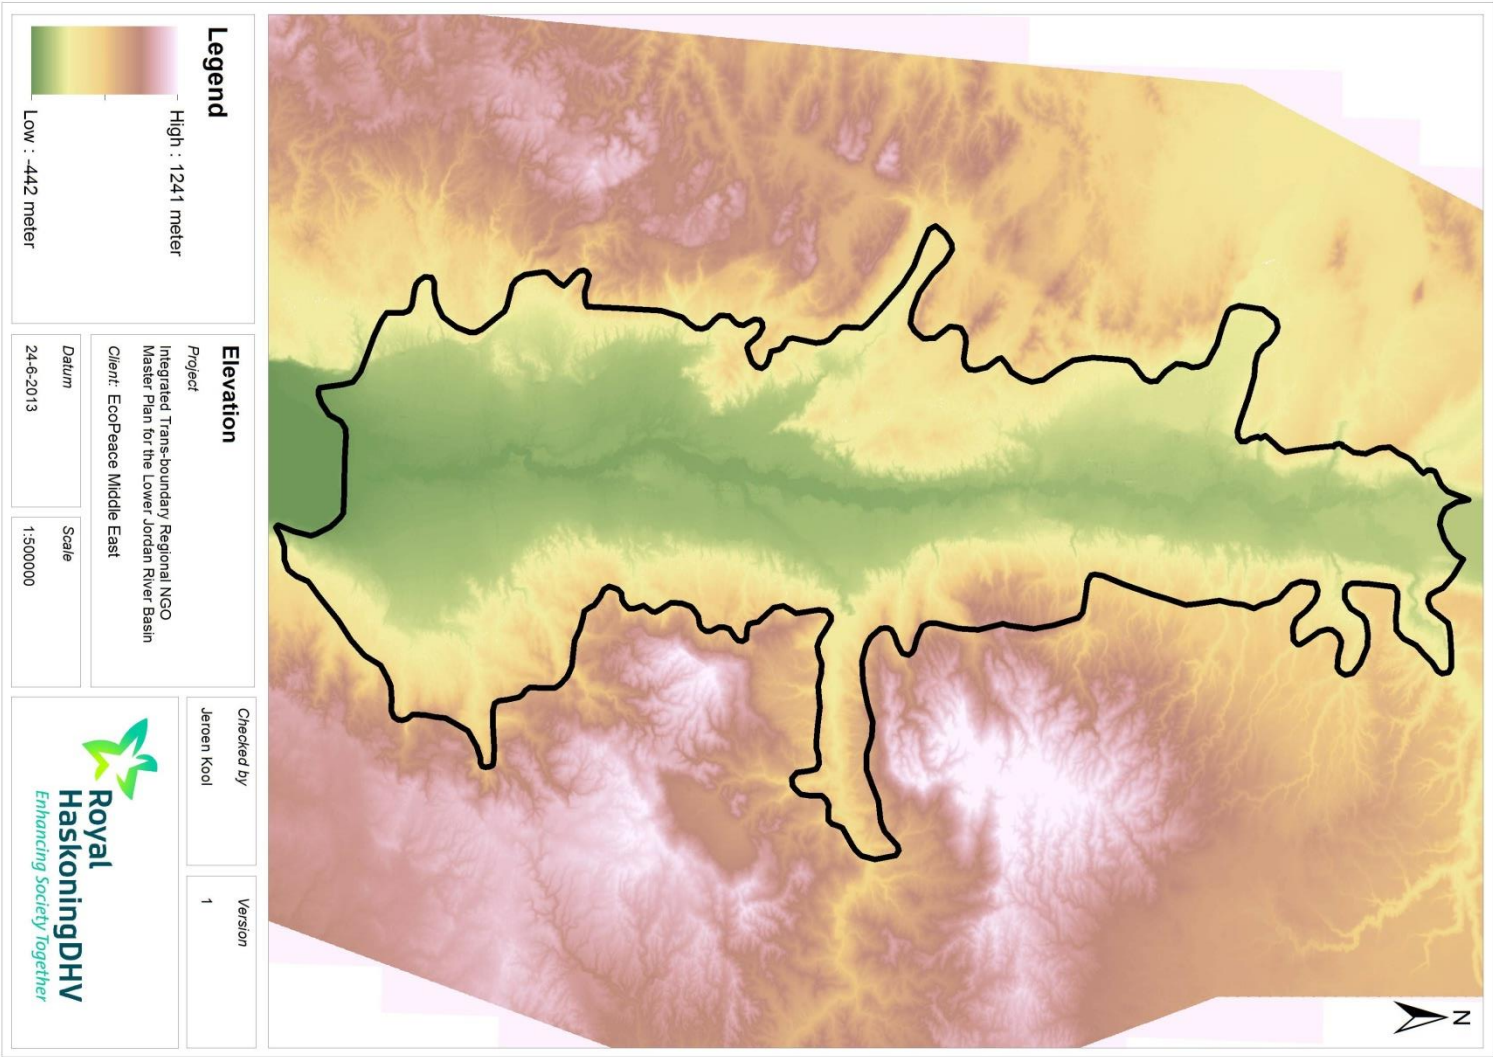 Legend
High : 1241 meter
Low : -442 meter
Elevation
Project
Integrated Trans-boundary Regional NGO
Master Plan for the Lower Jordan River Basin
Client: EcoPeace Middle East
Datum
24-6-2013
Scale
1:500000
Checked by
Jeroen Kool
Version
1
Royal
HaskoningDHV
Enhancing Society Together
N